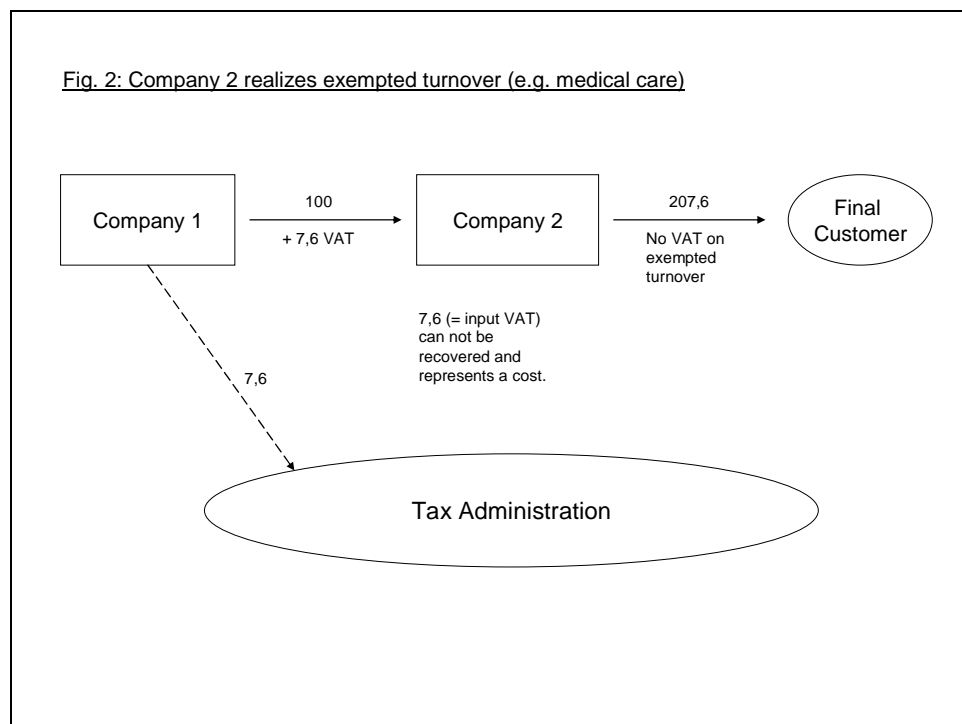 Fig. 2: Company 2 realizes exempted turnover (e.g. medical care)
Company 1
100
+ 7,6 VAT
Company 2
207,6
No VAT on
exempted
turnover
Final
Customer
7,6 (= input VAT)
can not be
recovered and
represents a cost.
7,6
Tax Administration